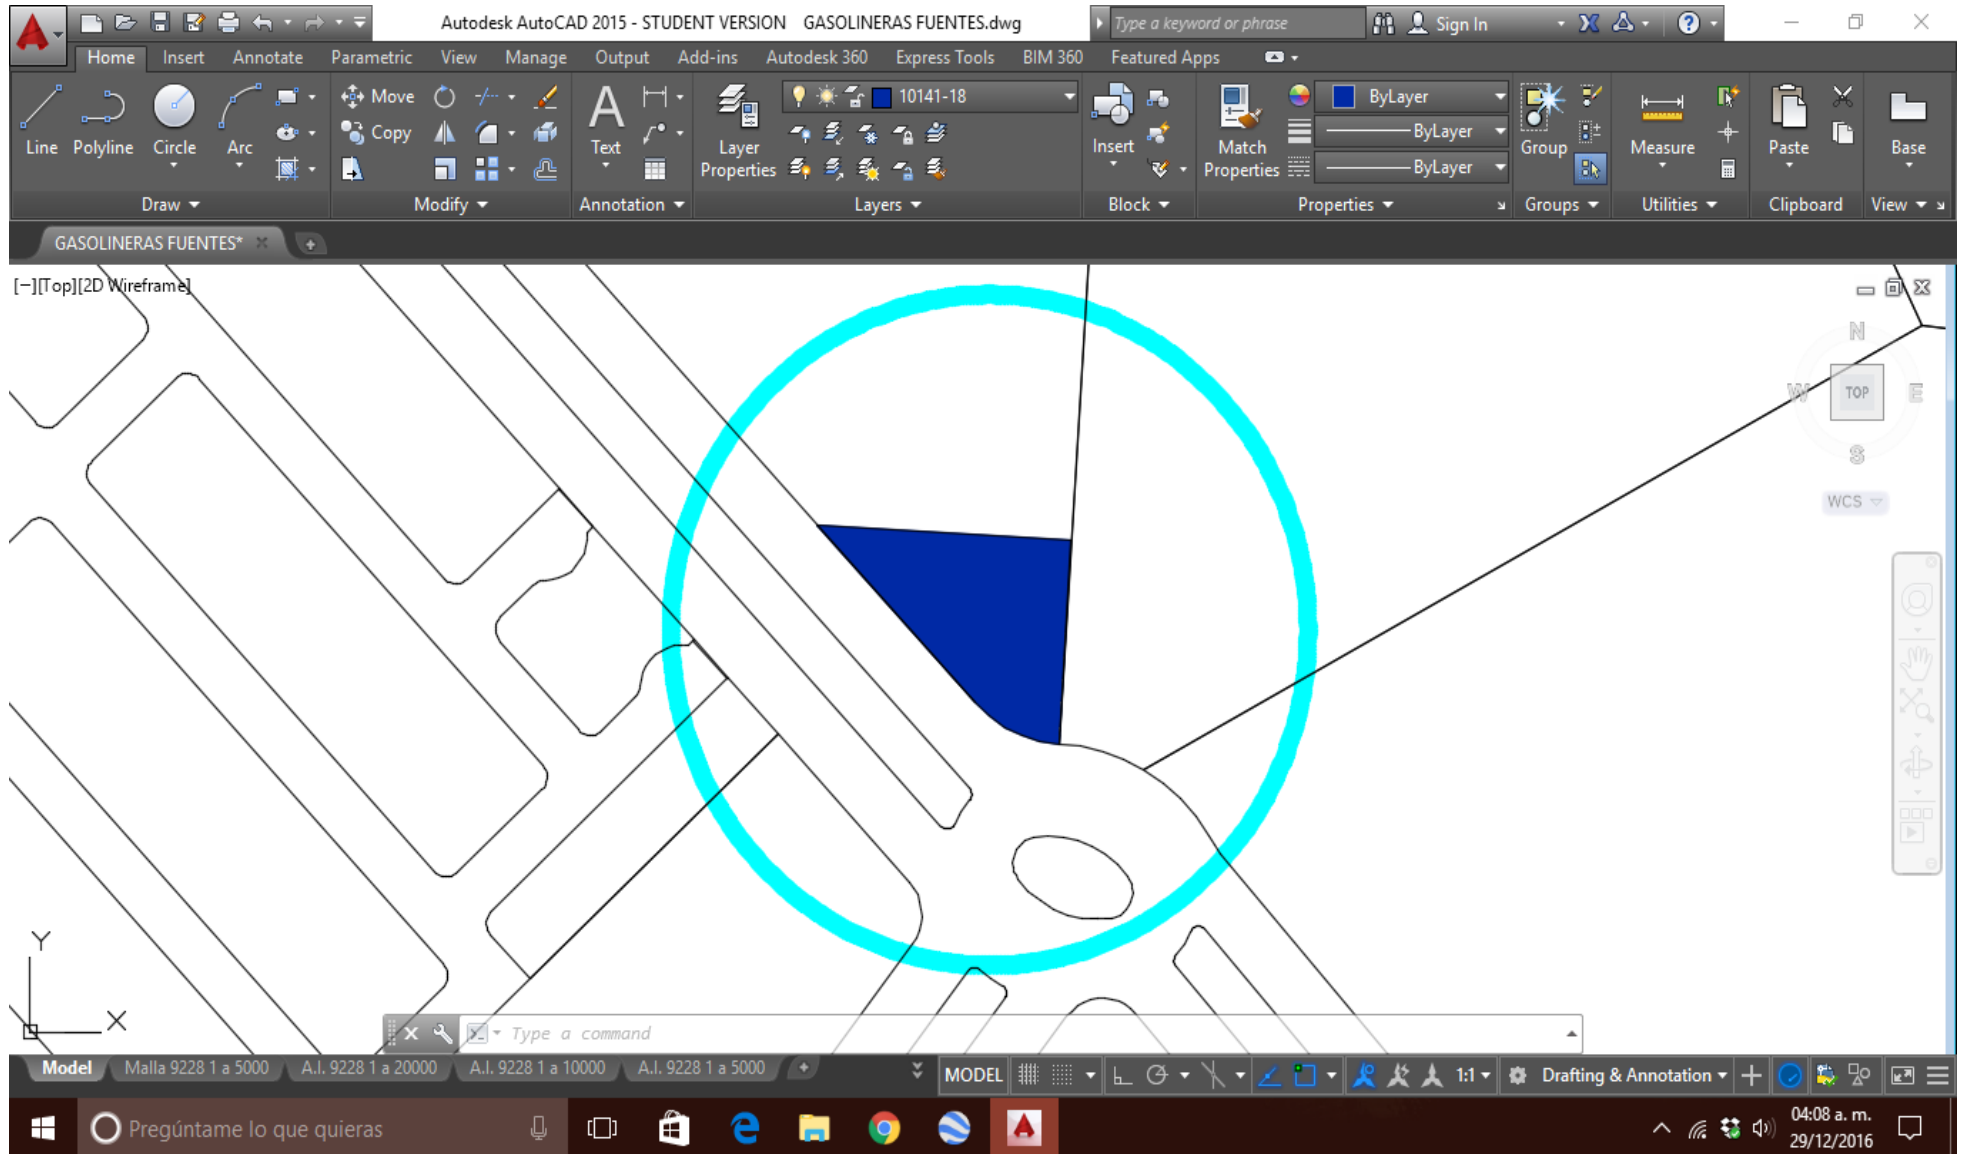 Autodesk AutoCAD 2015 - STUDENT VERSION GASOLINERAS FUENTES.dwg
Type a keyword or phrase
Sign In
Home Insert Annotate Parametric View Manage Output Add-ins Autodesk 360 Express Tools BIM 360 Featured Apps
Line Polyline Circle Arc
Draw
Move
Copy
Modify
Text
Annotation
Layer
Properties
10141-18
Layers
Insert
Block
Match
Properties
ByLayer
ByLayer
ByLayer
Properties
Group
Groups
Measure
Utilities
Paste
Clipboard
Base
View
GASOLINERAS FUENTES*
[−][Top][2D Wireframe]
N
W TOP E
S
WCS
Y
X
Type a command
Model Malla 9228 1 a 5000 A.I. 9228 1 a 20000 A.I. 9228 1 a 10000 A.I. 9228 1 a 5000
MODEL 1:1 Drafting & Annotation
Pregúntame lo que quieras
04:08 a. m.
29/12/2016